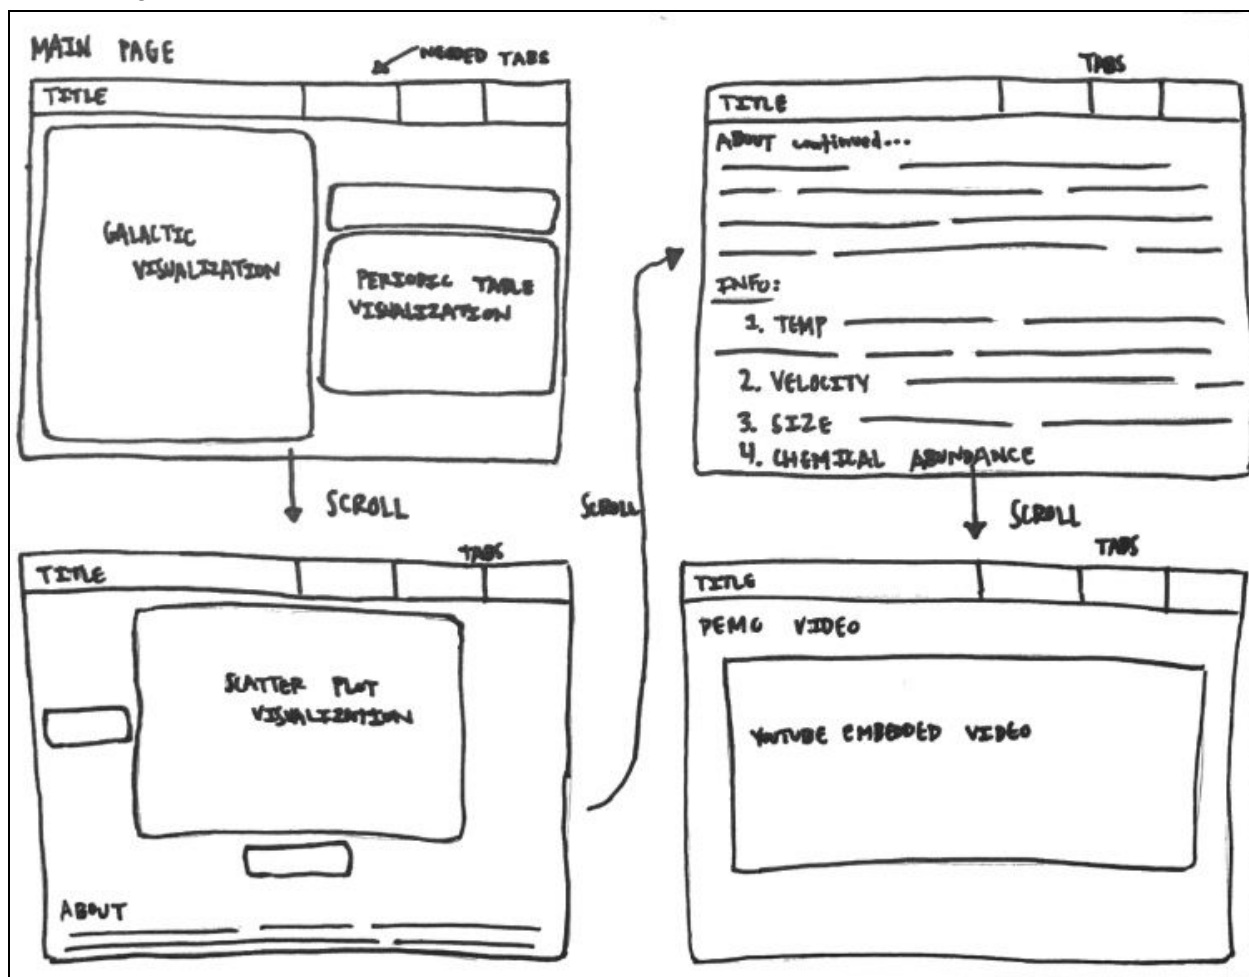 MAIN PAGE
NEEDED TABS
TITLE
GALACTIC
VISUALIZATION
PERIODIC TABLE
VISUALIZATION
SCROLL
TABS
TITLE
SCATTER PLOT
VISUALIZATION
ABOUT
SCROLL
TABS
TITLE
ABOUT continued...
INFO:
1. TEMP
2. VELOCITY
3. SIZE
4. CHEMICAL ABUNDANCE
SCROLL
TABS
TITLE
DEMO VIDEO
YOUTUBE EMBEDDED VIDEO